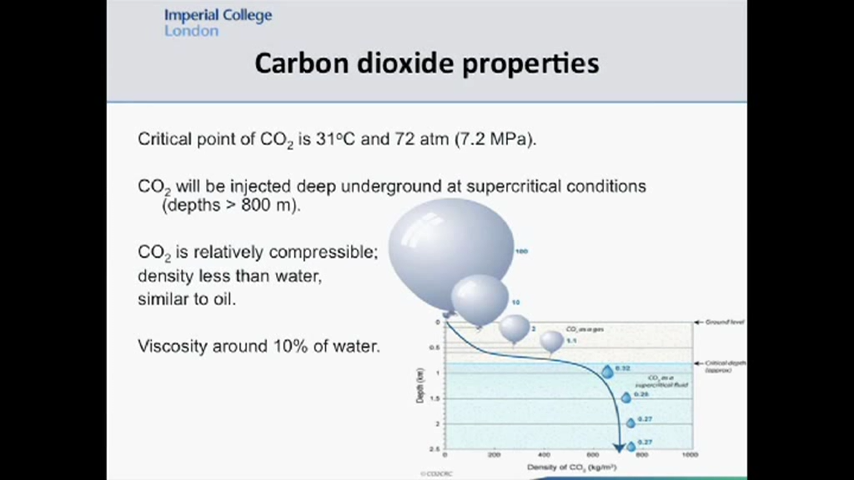 Imperial College
London
Carbon dioxide properties
Critical point of CO₂ is 31ºC and 72 atm (7.2 MPa).
CO₂ will be injected deep underground at supercritical conditions
(depths > 800 m).
CO₂ is relatively compressible;
density less than water,
similar to oil.
Viscosity around 10% of water.
100
10
2
1.1
CO₂ as a gas
Ground level
Critical depth
(approx)
0.32
CO₂ as a
supercritical fluid
0.28
0.27
0.27
Depth (km)
0
0.5
1
1.5
2
2.5
0 200 400 600 800 1000
Density of CO₂ (kg/m³)
© CO2CRC